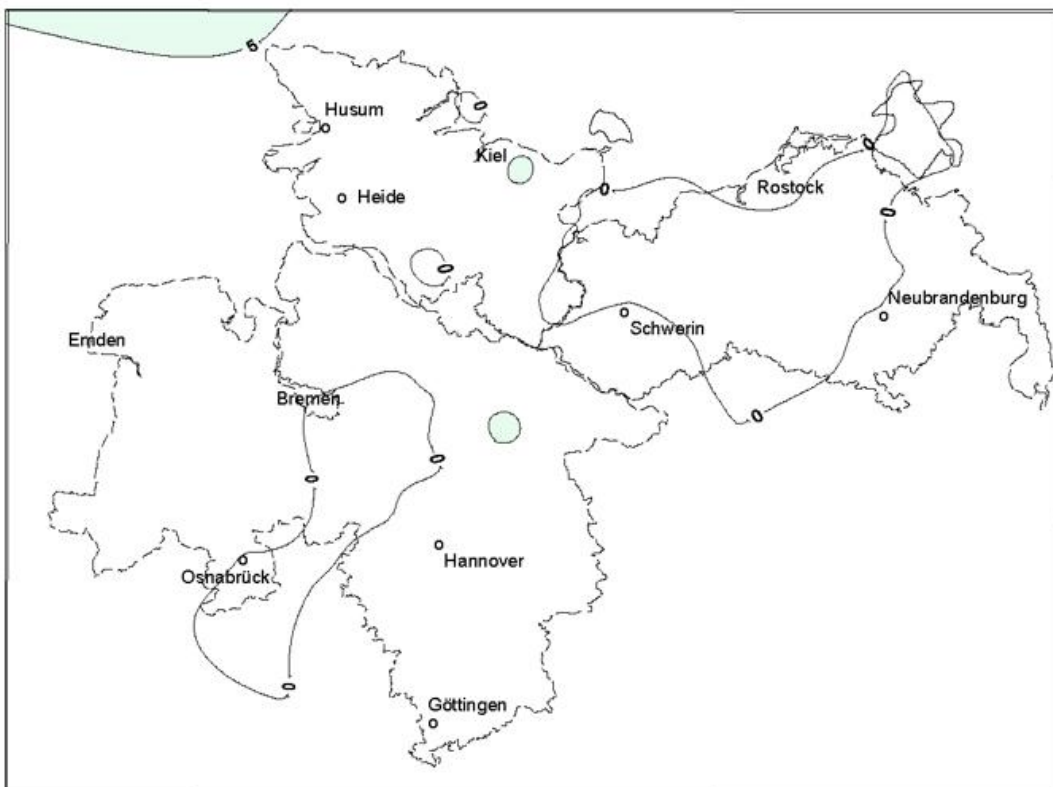 5
Husum
0
Kiel
0
Rostock
Heide
0
0
0
Neubrandenburg
Schwerin
Emden
Bremen
0
0
0
Hannover
Osnabrück
0
Göttingen